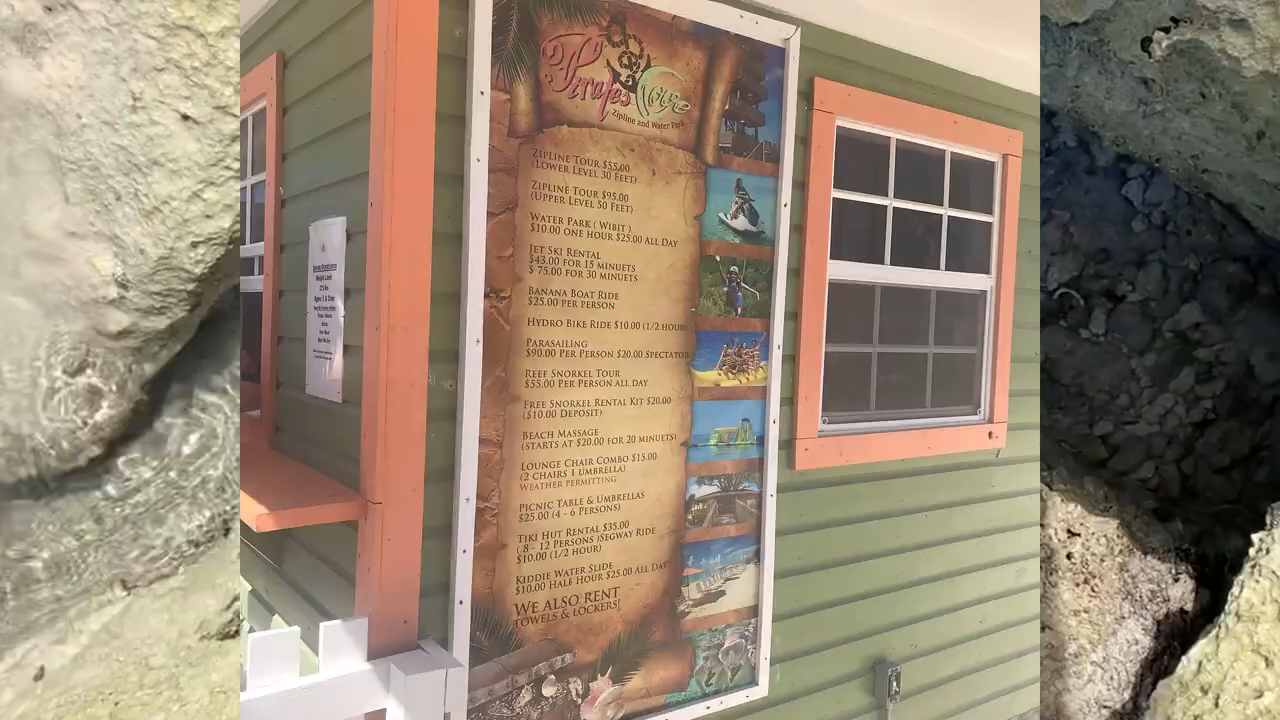 Pirates Cove
Zipline and Water Park
ZIPLINE TOUR $55.00
(LOWER LEVEL 30 FEET)
ZIPLINE TOUR $95.00
(UPPER LEVEL 50 FEET)
WATER PARK ( WIBIT )
$10.00 ONE HOUR $25.00 ALL DAY
JET SKI RENTAL
$43.00 FOR 15 MINUETS
$ 75.00 FOR 30 MINUETS
BANANA BOAT RIDE
$25.00 PER PERSON
HYDRO BIKE RIDE $10.00 (1/2 HOUR)
PARASAILING
$90.00 PER PERSON $20.00 SPECTATOR
REEF SNORKEL TOUR
$55.00 PER PERSON ALL DAY
FREE SNORKEL RENTAL KIT $20.00
($10.00 DEPOSIT)
BEACH MASSAGE
(STARTS AT $20.00 FOR 20 MINUETS)
LOUNGE CHAIR COMBO $15.00
(2 CHAIRS 1 UMBRELLA)
WEATHER PERMITTING
PICNIC TABLE & UMBRELLAS
$25.00 (4 - 6 PERSONS)
TIKI HUT RENTAL $35.00
( 8 - 12 PERSONS )SEGWAY RIDE
$10.00 (1/2 HOUR)
KIDDIE WATER SLIDE
$10.00 HALF HOUR $25.00 ALL DAY
WE ALSO RENT
TOWELS & LOCKERS!
Weight Limit
275 lbs
Ages: 5 & Over